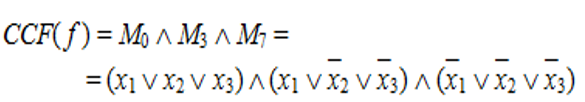 CCF(f) = M₀ ∧ M₃ ∧ M₇ =
= (x₁ ∨ x₂ ∨ x₃) ∧ (x₁ ∨ x̅₂ ∨ x̅₃) ∧ (x̅₁ ∨ x̅₂ ∨ x̅₃)